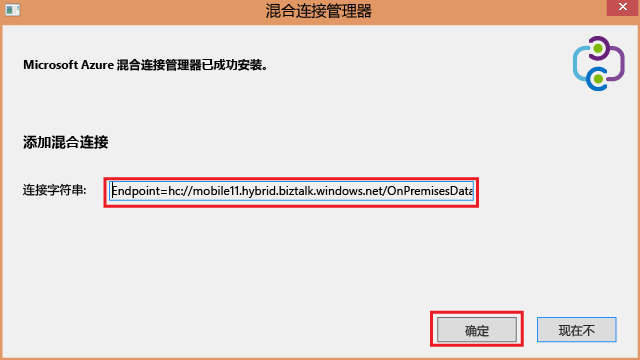 混合连接管理器
Microsoft Azure 混合连接管理器已成功安装。
添加混合连接
连接字符串: Endpoint=hc://mobile11.hybrid.biztalk.windows.net/OnPremisesData
确定 现在不